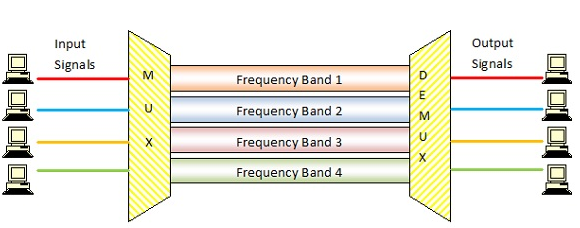 Input
Signals
M
U
X
Frequency Band 1
Frequency Band 2
Frequency Band 3
Frequency Band 4
D
E
M
U
X
Output
Signals